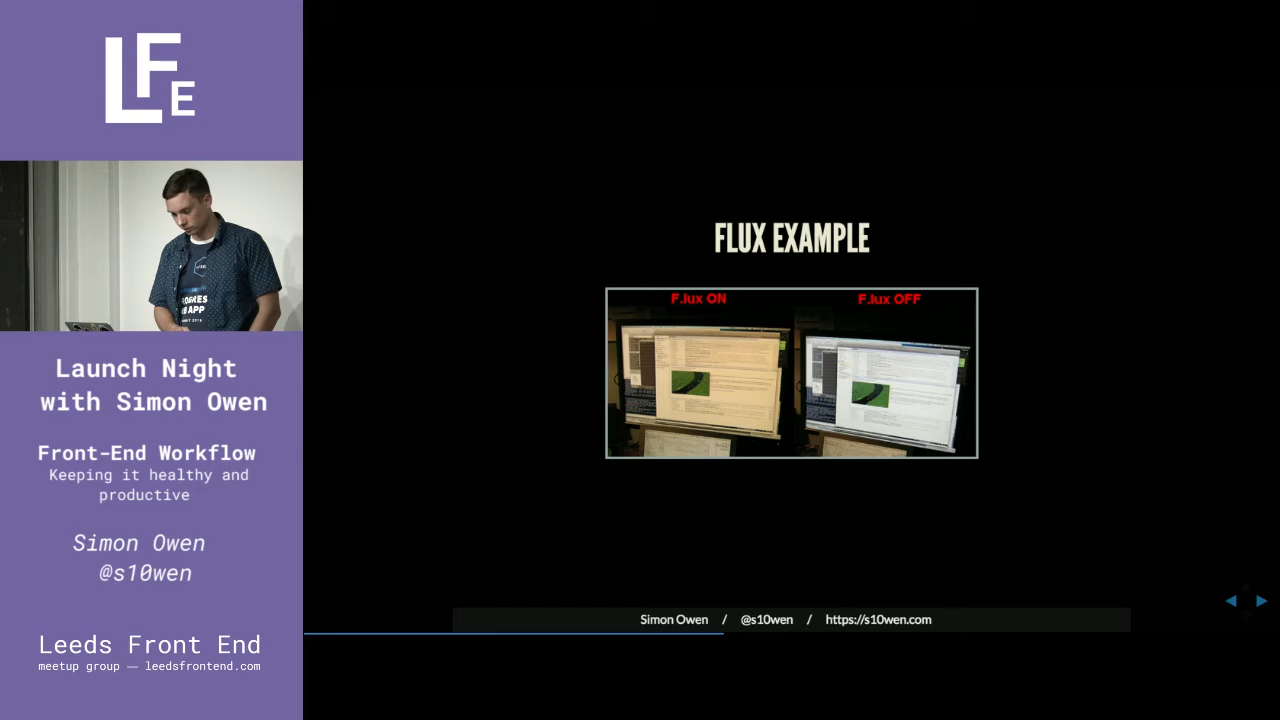 LFE
Launch Night
with Simon Owen
Front-End Workflow
Keeping it healthy and
productive
Simon Owen
@s10wen
Leeds Front End
meetup group — leedsfrontend.com
FLUX EXAMPLE
F.lux ON
F.lux OFF
Simon Owen / @s10wen / https://s10wen.com